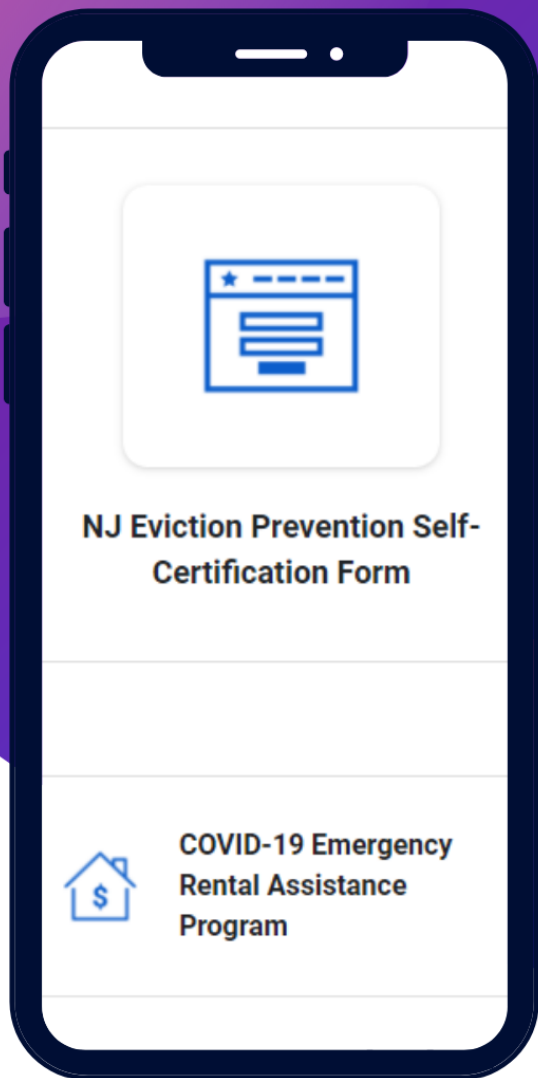 NJ Eviction Prevention Self-
Certification Form
$
COVID-19 Emergency
Rental Assistance
Program